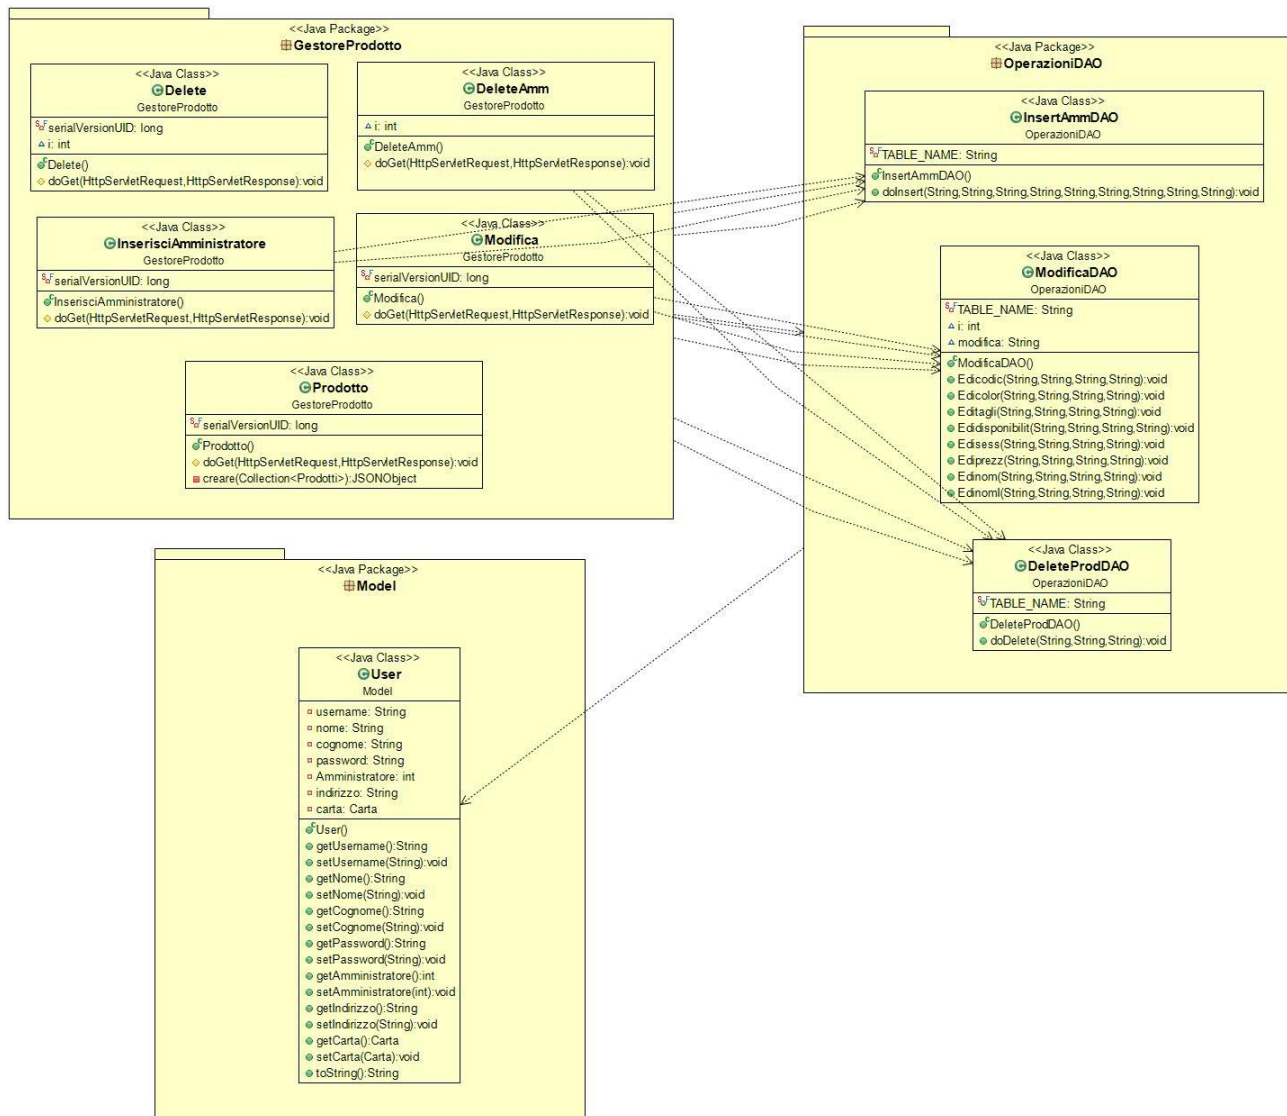 <<Java Package>>
GestoreProdotto
<<Java Class>>
Delete
GestoreProdotto
serialVersionUID: long
i: int
Delete()
doGet(HttpServletRequest,HttpServletResponse):void
<<Java Class>>
DeleteAmm
GestoreProdotto
i: int
DeleteAmm()
doGet(HttpServletRequest,HttpServletResponse):void
<<Java Class>>
InserisciAmministratore
GestoreProdotto
serialVersionUID: long
InserisciAmministratore()
doGet(HttpServletRequest,HttpServletResponse):void
<<Java Class>>
Modifica
GestoreProdotto
serialVersionUID: long
Modifica()
doGet(HttpServletRequest,HttpServletResponse):void
<<Java Class>>
Prodotto
GestoreProdotto
serialVersionUID: long
Prodotto()
doGet(HttpServletRequest,HttpServletResponse):void
creare(Collection<Prodotti>):JSONObject
<<Java Package>>
OperazioniDAO
<<Java Class>>
InsertAmmDAO
OperazioniDAO
TABLE_NAME: String
InsertAmmDAO()
doInsert(String,String,String,String,String,String,String,String,String):void
<<Java Class>>
ModificaDAO
OperazioniDAO
TABLE_NAME: String
i: int
modifica: String
ModificaDAO()
Edicodic(String,String,String,String):void
Edicolor(String,String,String,String):void
Editagli(String,String,String,String):void
Edidisponibilit(String,String,String,String):void
Edisess(String,String,String,String):void
Ediprezz(String,String,String,String):void
Edinom(String,String,String,String):void
Edinoml(String,String,String,String):void
<<Java Class>>
DeleteProdDAO
OperazioniDAO
TABLE_NAME: String
DeleteProdDAO()
doDelete(String,String,String):void
<<Java Package>>
Model
<<Java Class>>
User
Model
username: String
nome: String
cognome: String
password: String
Amministratore: int
indirizzo: String
carta: Carta
User()
getUsername():String
setUsername(String):void
getNome():String
setNome(String):void
getCognome():String
setCognome(String):void
getPassword():String
setPassword(String):void
getAmministratore():int
setAmministratore(int):void
getIndirizzo():String
setIndirizzo(String):void
getCarta():Carta
setCarta(Carta):void
toString():String